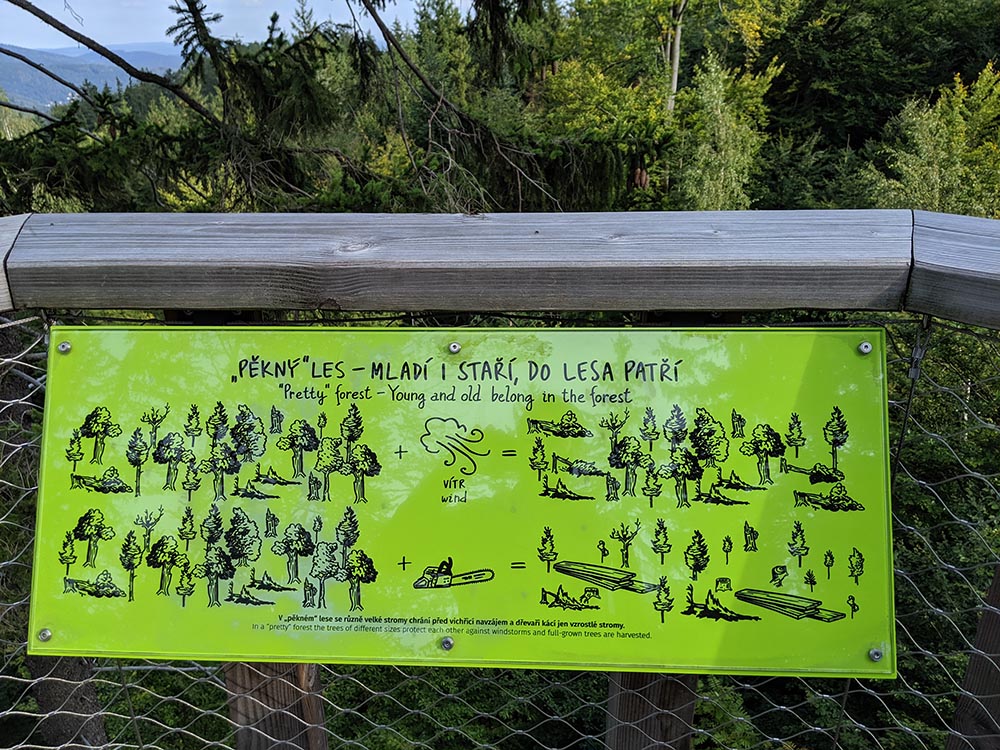 „PĚKNÝ“ LES – MLADÍ I STAŘÍ, DO LESA PATŘÍ
"Pretty" forest – Young and old belong in the forest
+
VÍTR
wind
=
+
=
V „pěkném“ lese se různě velké stromy chrání před vichřicí navzájem a dřevaři kácí jen vzrostlé stromy.
In a "pretty" forest the trees of different sizes protect each other against windstorms and full-grown trees are harvested.